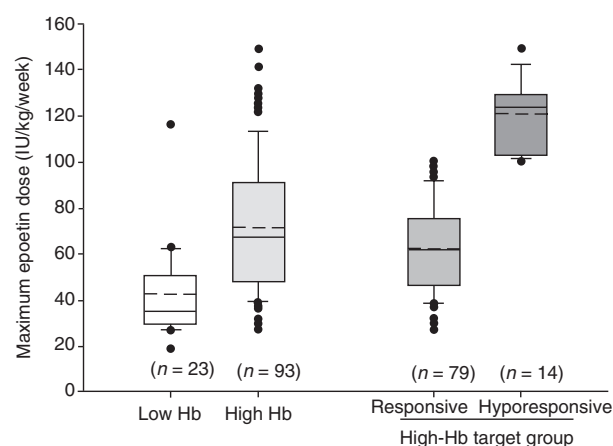 Maximum epoetin dose (IU/kg/week)
160
140
120
100
80
60
40
20
0
(n = 23) (n = 93) (n = 79) (n = 14)
Low Hb High Hb Responsive Hyporesponsive
High-Hb target group